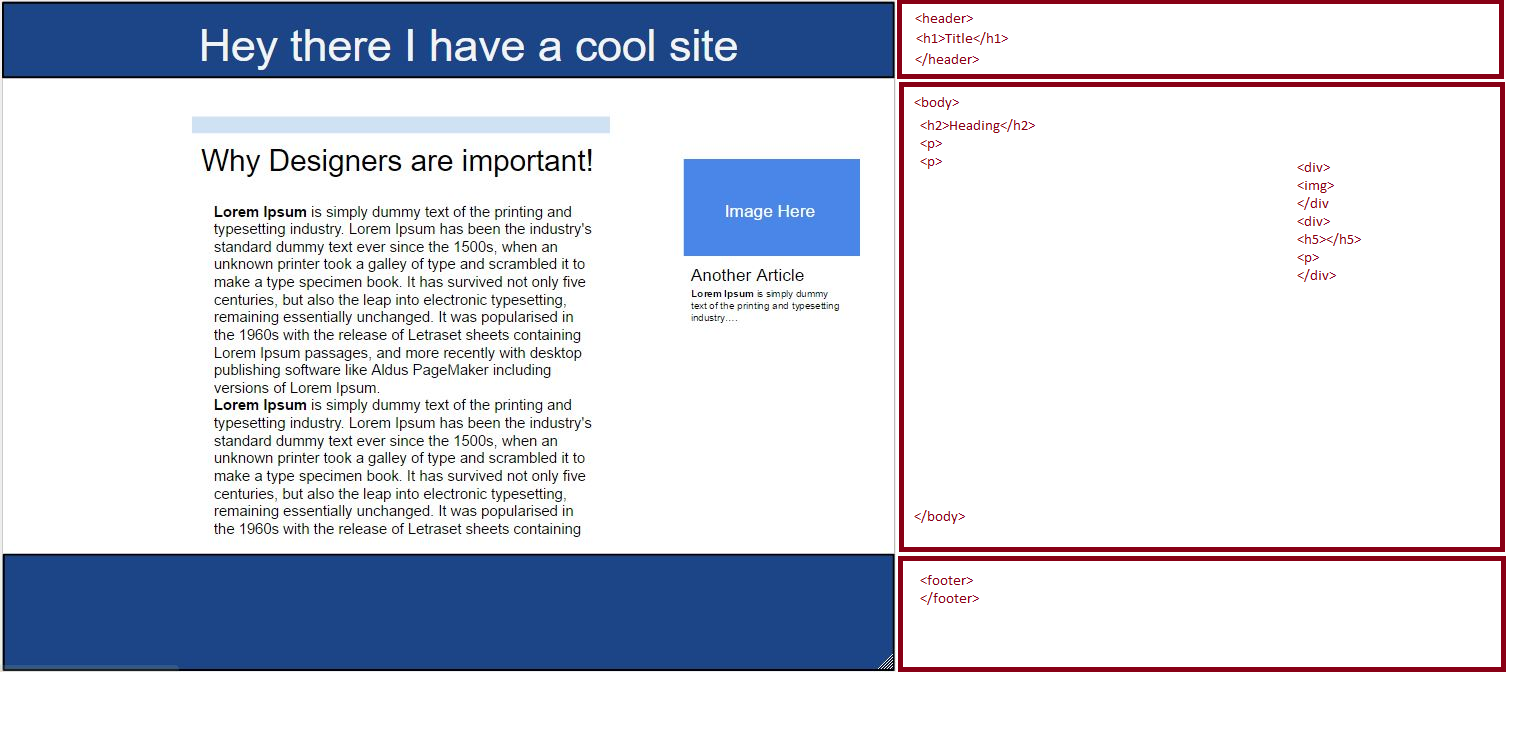 Hey there I have a cool site
Why Designers are important!
Lorem Ipsum is simply dummy text of the printing and
typesetting industry. Lorem Ipsum has been the industry's
standard dummy text ever since the 1500s, when an
unknown printer took a galley of type and scrambled it to
make a type specimen book. It has survived not only five
centuries, but also the leap into electronic typesetting,
remaining essentially unchanged. It was popularised in
the 1960s with the release of Letraset sheets containing
Lorem Ipsum passages, and more recently with desktop
publishing software like Aldus PageMaker including
versions of Lorem Ipsum.
Lorem Ipsum is simply dummy text of the printing and
typesetting industry. Lorem Ipsum has been the industry's
standard dummy text ever since the 1500s, when an
unknown printer took a galley of type and scrambled it to
make a type specimen book. It has survived not only five
centuries, but also the leap into electronic typesetting,
remaining essentially unchanged. It was popularised in
the 1960s with the release of Letraset sheets containing
Image Here
Another Article
Lorem Ipsum is simply dummy
text of the printing and typesetting
industry....
<header>
<h1>Title</h1>
</header>
<body>
<h2>Heading</h2>
<p>
<p>
<div>
<img>
</div
<div>
<h5></h5>
<p>
</div>
</body>
<footer>
</footer>